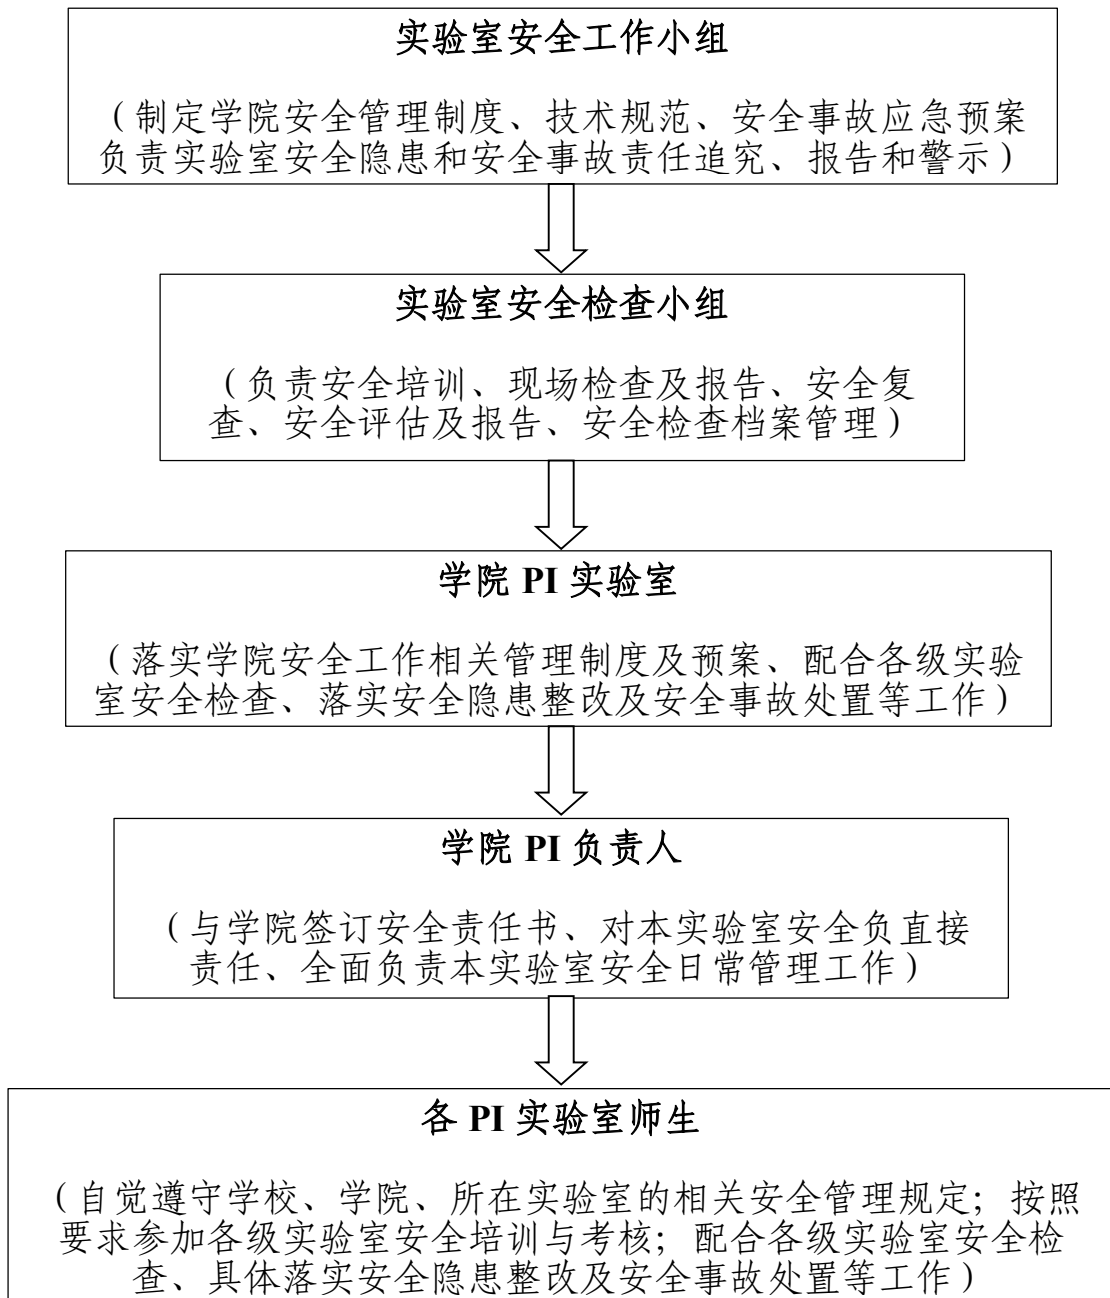 实验室安全工作小组
（制定学院安全管理制度、技术规范、安全事故应急预案
负责实验室安全隐患和安全事故责任追究、报告和警示）
实验室安全检查小组
（负责安全培训、现场检查及报告、安全复
查、安全评估及报告、安全检查档案管理）
学院 PI 实验室
（落实学院安全工作相关管理制度及预案、配合各级实验
室安全检查、落实安全隐患整改及安全事故处置等工作）
学院 PI 负责人
（与学院签订安全责任书、对本实验室安全负直接
责任、全面负责本实验室安全日常管理工作）
各 PI 实验室师生
（自觉遵守学校、学院、所在实验室的相关安全管理规定；按照
要求参加各级实验室安全培训与考核；配合各级实验室安全检
查、具体落实安全隐患整改及安全事故处置等工作）